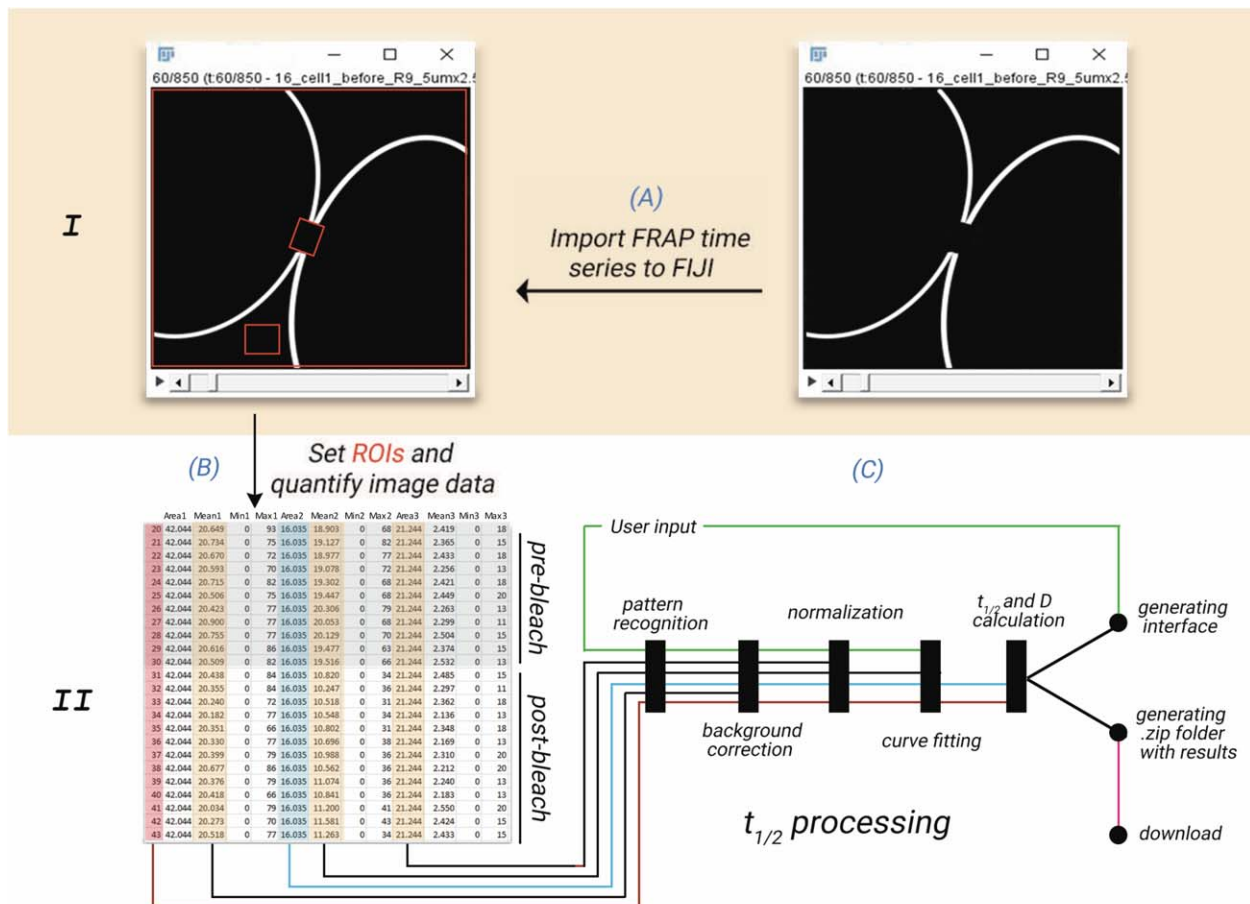 60/850 (t:60/850 - 16_cell1_before_R9_5umx2.5
60/850 (t:60/850 - 16_cell1_before_R9_5umx2.5
I
(A)
Import FRAP time
series to FIJI
(B)
Set ROIs and
quantify image data
(C)
II
Area1 Mean1 Min1 Max1 Area2 Mean2 Min2 Max2 Area3 Mean3 Min3 Max3
20 42.044 20.649 0 93 16.035 18.903 0 68 21.244 2.419 0 18
21 42.044 20.734 0 75 16.035 19.127 0 82 21.244 2.365 0 15
22 42.044 20.670 0 72 16.035 18.977 0 77 21.244 2.433 0 18
23 42.044 20.593 0 70 16.035 19.078 0 72 21.244 2.256 0 13
24 42.044 20.715 0 82 16.035 19.302 0 68 21.244 2.421 0 18
25 42.044 20.506 0 75 16.035 19.447 0 68 21.244 2.449 0 20
26 42.044 20.423 0 77 16.035 20.306 0 79 21.244 2.263 0 13
27 42.044 20.900 0 77 16.035 20.053 0 68 21.244 2.299 0 11
28 42.044 20.755 0 77 16.035 20.129 0 70 21.244 2.504 0 15
29 42.044 20.616 0 86 16.035 19.477 0 63 21.244 2.374 0 15
30 42.044 20.509 0 82 16.035 19.516 0 66 21.244 2.532 0 13
31 42.044 20.438 0 84 16.035 10.820 0 34 21.244 2.485 0 15
32 42.044 20.355 0 84 16.035 10.247 0 36 21.244 2.297 0 11
33 42.044 20.240 0 72 16.035 10.518 0 31 21.244 2.362 0 18
34 42.044 20.182 0 77 16.035 10.548 0 34 21.244 2.136 0 13
35 42.044 20.351 0 66 16.035 10.802 0 31 21.244 2.348 0 18
36 42.044 20.330 0 77 16.035 10.696 0 38 21.244 2.169 0 13
37 42.044 20.399 0 79 16.035 10.988 0 36 21.244 2.310 0 20
38 42.044 20.677 0 86 16.035 10.562 0 36 21.244 2.212 0 20
39 42.044 20.376 0 79 16.035 11.074 0 36 21.244 2.240 0 13
40 42.044 20.418 0 66 16.035 10.841 0 36 21.244 2.183 0 13
41 42.044 20.034 0 79 16.035 11.200 0 41 21.244 2.550 0 20
42 42.044 20.273 0 70 16.035 11.581 0 43 21.244 2.424 0 15
43 42.044 20.518 0 77 16.035 11.263 0 34 21.244 2.433 0 15
pre-bleach
post-bleach
User input
pattern
recognition
normalization
t1/2 and D
calculation
generating
interface
background
correction
curve fitting
generating
.zip folder
with results
t1/2 processing
download